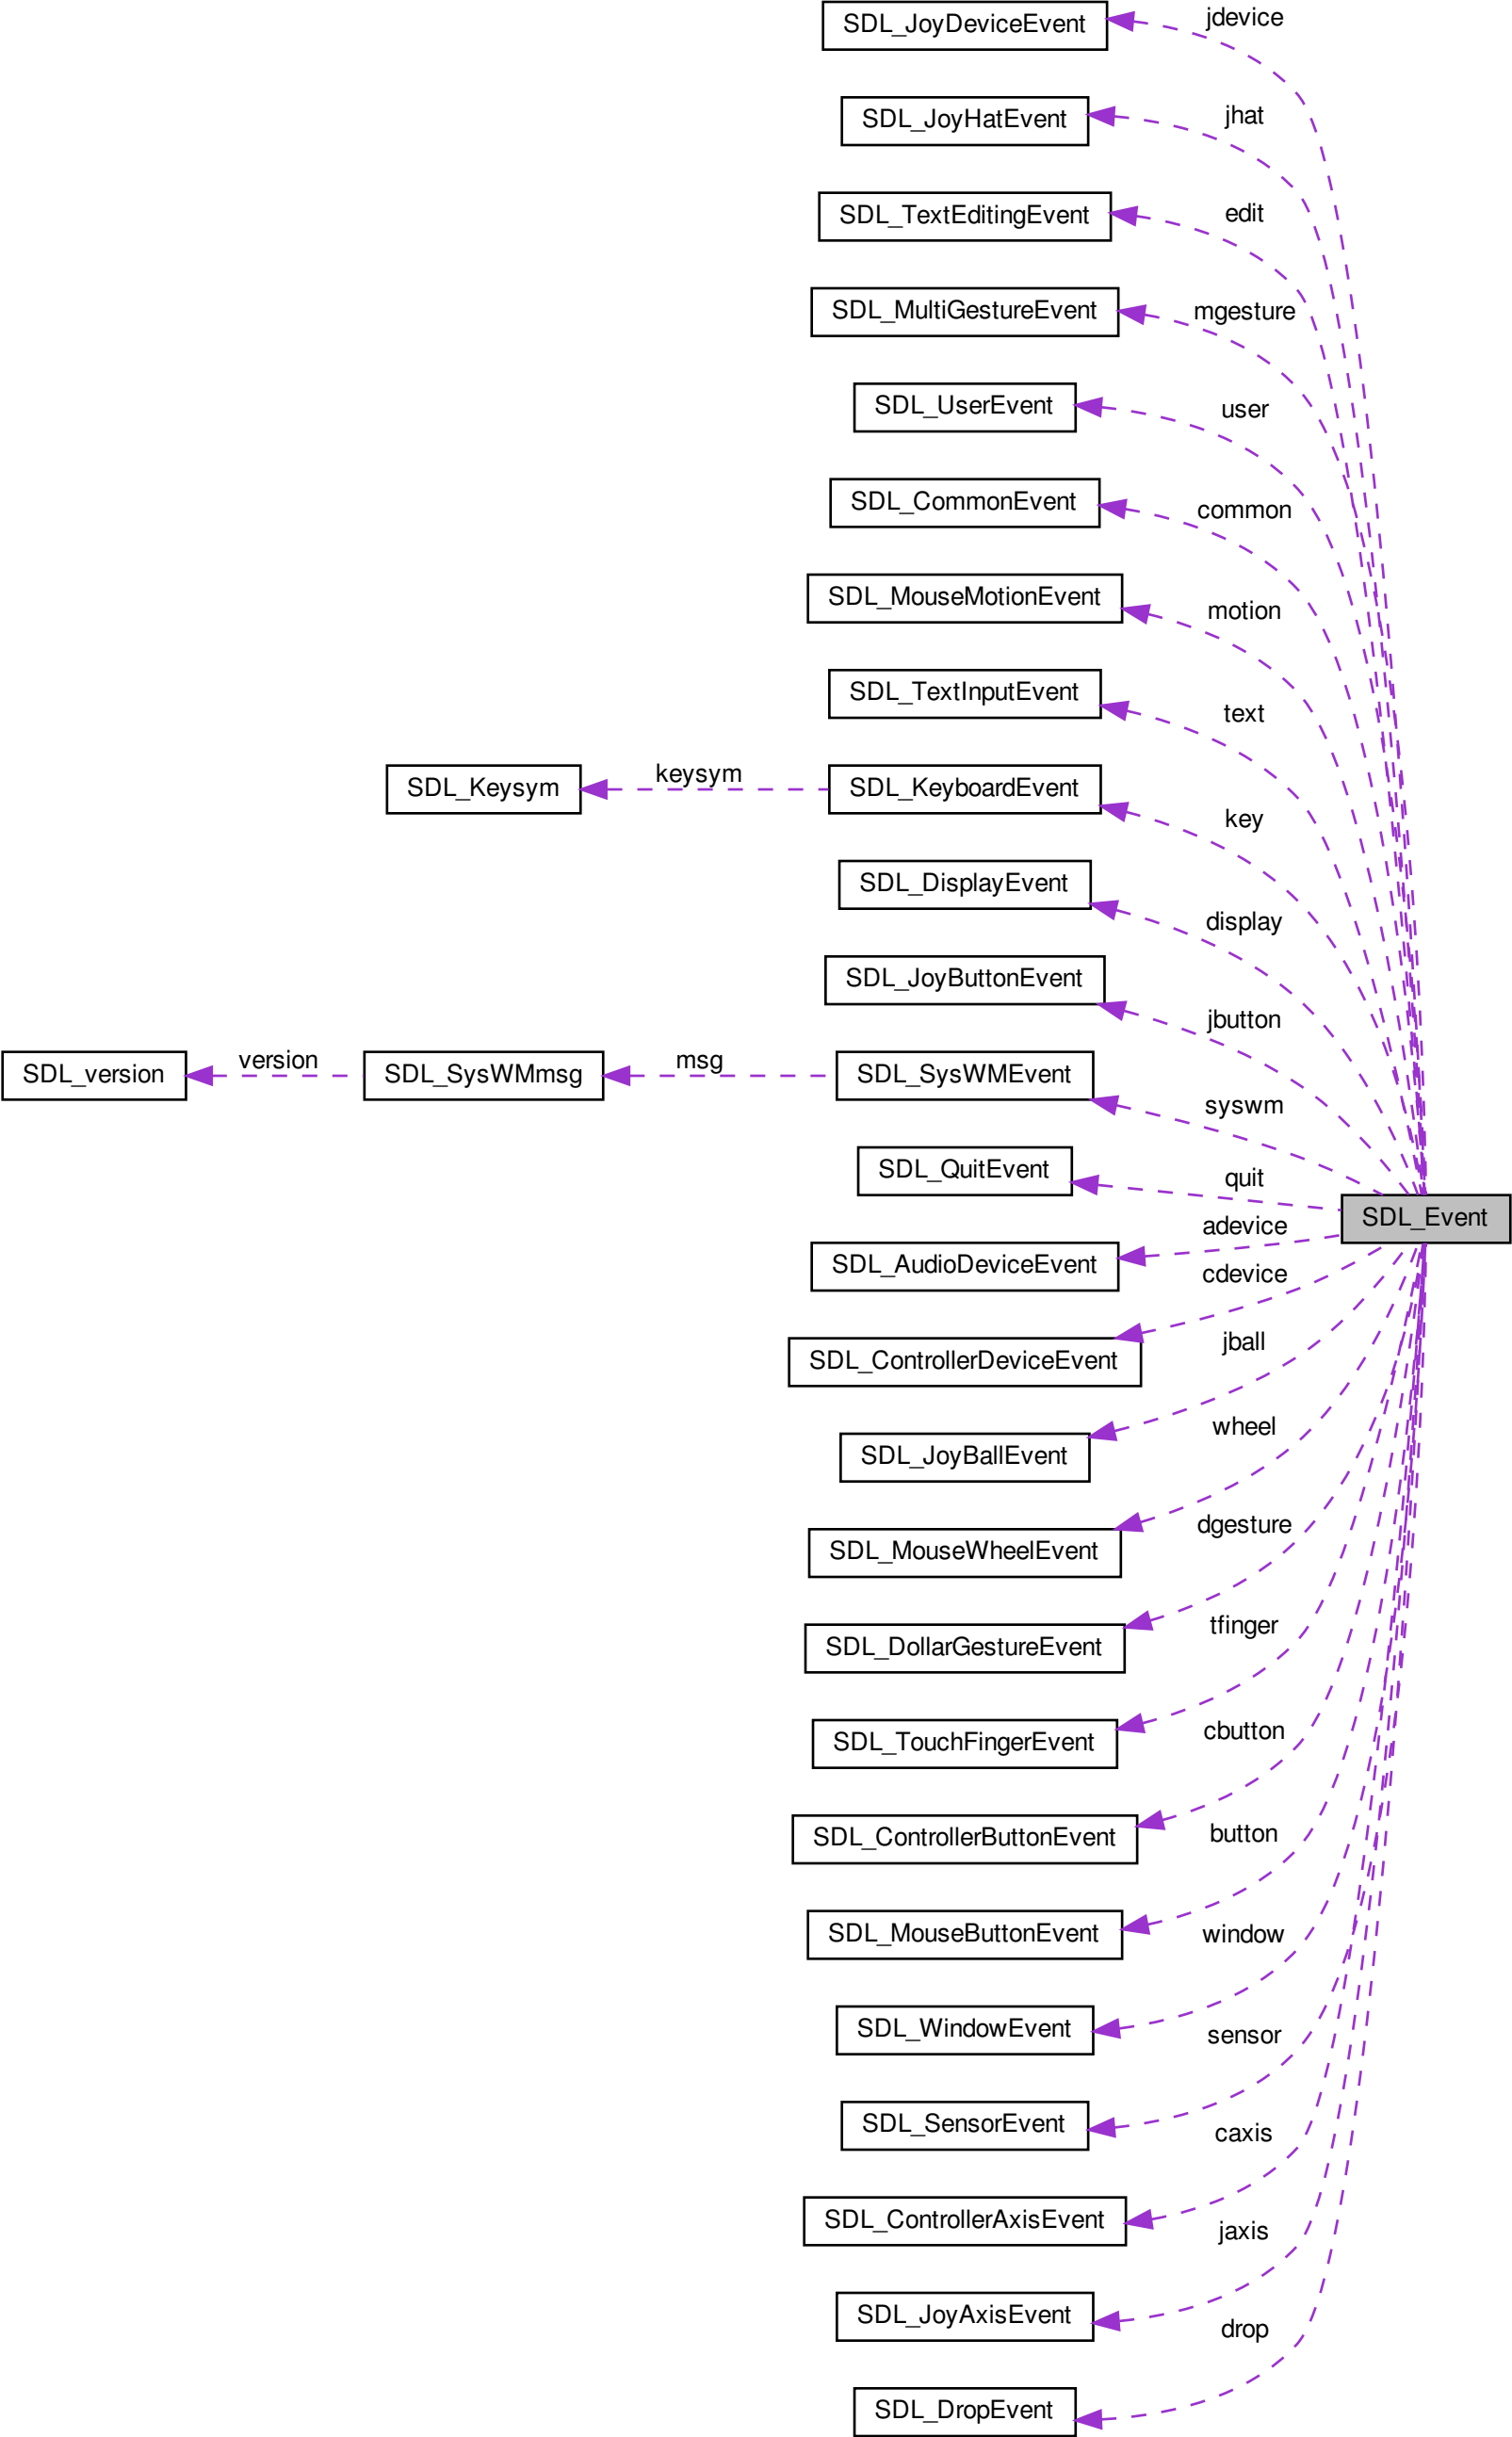 SDL_JoyDeviceEvent
jdevice
SDL_JoyHatEvent
jhat
SDL_TextEditingEvent
edit
SDL_MultiGestureEvent
mgesture
SDL_UserEvent
user
SDL_CommonEvent
common
SDL_MouseMotionEvent
motion
SDL_TextInputEvent
text
SDL_Keysym
keysym
SDL_KeyboardEvent
key
SDL_DisplayEvent
display
SDL_JoyButtonEvent
jbutton
SDL_version
version
SDL_SysWMmsg
msg
SDL_SysWMEvent
syswm
SDL_QuitEvent
quit
SDL_Event
SDL_AudioDeviceEvent
adevice
SDL_ControllerDeviceEvent
cdevice
SDL_JoyBallEvent
jball
SDL_MouseWheelEvent
wheel
SDL_DollarGestureEvent
dgesture
SDL_TouchFingerEvent
tfinger
SDL_ControllerButtonEvent
cbutton
SDL_MouseButtonEvent
button
SDL_WindowEvent
window
SDL_SensorEvent
sensor
SDL_ControllerAxisEvent
caxis
SDL_JoyAxisEvent
jaxis
SDL_DropEvent
drop